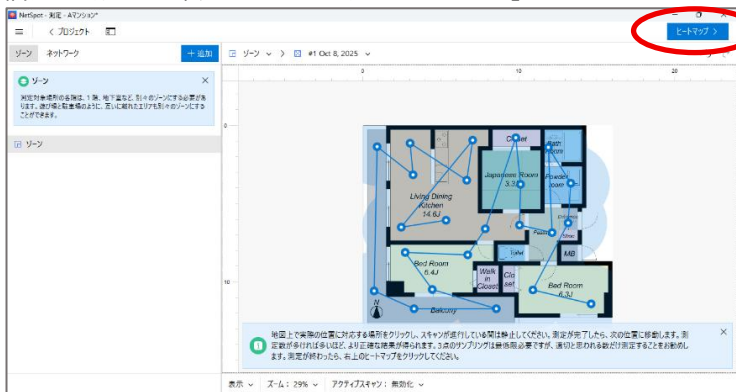 NetSpot - 測定 - Aマンション*
プロジェクト
ヒートマップ
ゾーン ネットワーク
+ 追加
ゾーン #1 Oct 8, 2025
ゾーン
測定対象場所の各階は、1 階、地下室など、別々のゾーンにする必要があ
ります。遊び場と駐車場のように、互いに離れたエリアも別々のゾーンにする
ことができます。
ゾーン
0 10 20
0
10
Closet
Bath
room
Japanese Room
3.3
Powder
room
Living Dining
Kitchen
14.6J
Toilet
MB
Bed Room
6.4J
Walk
in
Closet
Clo
set
Bed Room
6.3J
N
Balcony
地図上で実際の位置に対応する場所をクリックし、スキャンが進行している間は静止してください。測定が完了したら、次の位置に移動します。測
定数が多ければ多いほど、より正確な結果が得られます。3点のサンプリングは最低限必要ですが、適切と思われる数だけ測定することをお勧めし
ます。測定が終わったら、右上のヒートマップをクリックしてください。
表示 ズーム: 29% アクティブスキャン: 無効化